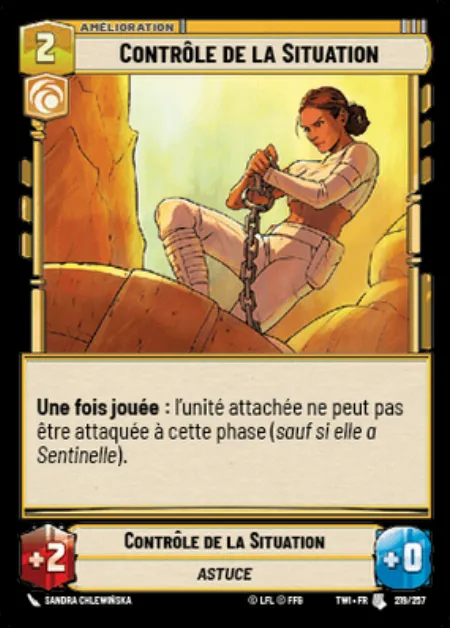 AMÉLIORATION
2
CONTRÔLE DE LA SITUATION
Une fois jouée : l'unité attachée ne peut pas
être attaquée à cette phase (sauf si elle a
Sentinelle).
+2
CONTRÔLE DE LA SITUATION
+0
ASTUCE
SANDRA CHLEWIŃSKA
© LFL © FFG
TWI • FR
219/257